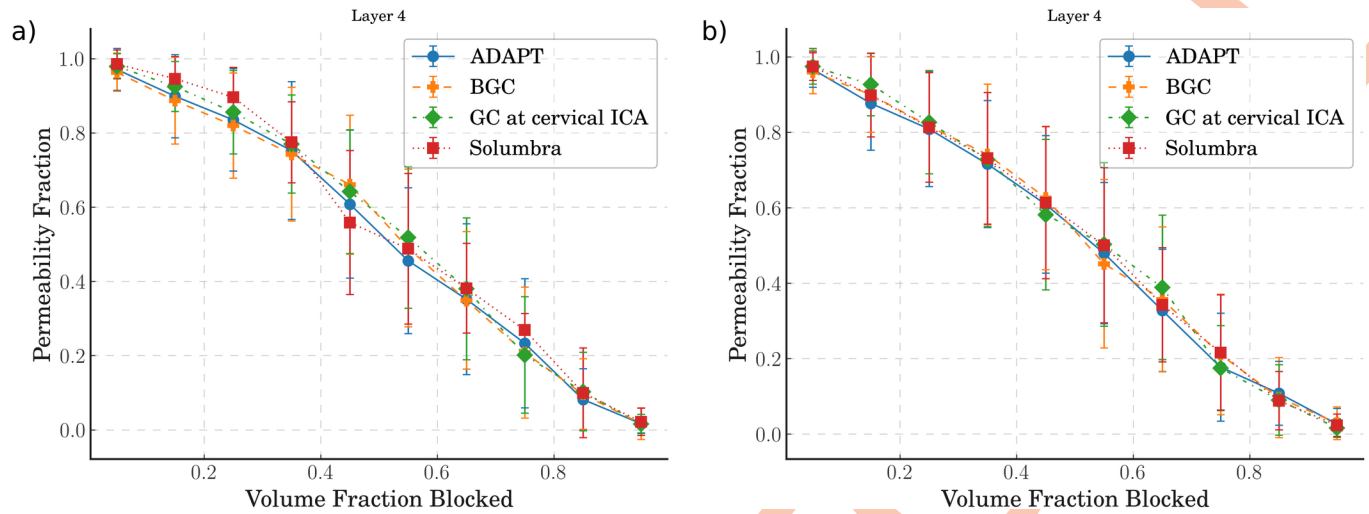 a)
Layer 4
Permeability Fraction
1.0
0.8
0.6
0.4
0.2
0.0
ADAPT
BGC
GC at cervical ICA
Solumbra
0.2 0.4 0.6 0.8
Volume Fraction Blocked
b)
Layer 4
Permeability Fraction
1.0
0.8
0.6
0.4
0.2
0.0
ADAPT
BGC
GC at cervical ICA
Solumbra
0.2 0.4 0.6 0.8
Volume Fraction Blocked